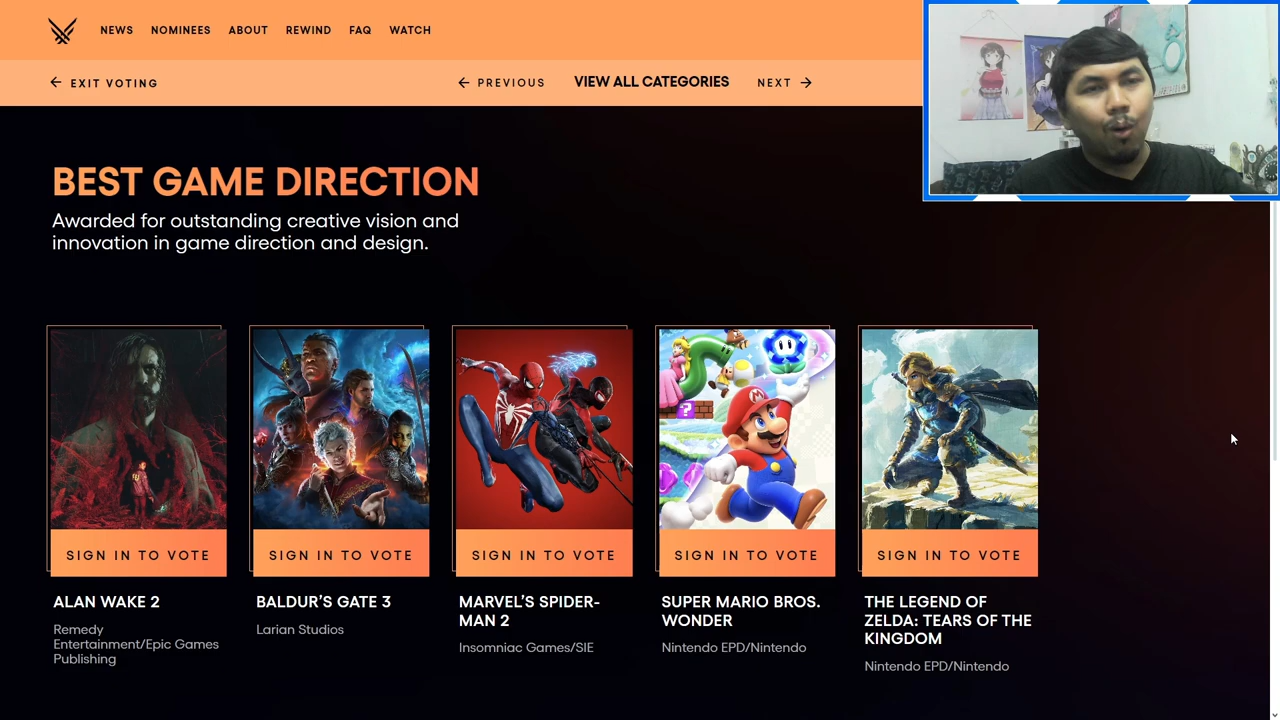 NEWS NOMINEES ABOUT REWIND FAQ WATCH
EXIT VOTING
PREVIOUS VIEW ALL CATEGORIES NEXT
BEST GAME DIRECTION
Awarded for outstanding creative vision and
innovation in game direction and design.
SIGN IN TO VOTE
ALAN WAKE 2
Remedy
Entertainment/Epic Games
Publishing
SIGN IN TO VOTE
BALDUR’S GATE 3
Larian Studios
SIGN IN TO VOTE
MARVEL’S SPIDER-
MAN 2
Insomniac Games/SIE
SIGN IN TO VOTE
SUPER MARIO BROS.
WONDER
Nintendo EPD/Nintendo
SIGN IN TO VOTE
THE LEGEND OF
ZELDA: TEARS OF THE
KINGDOM
Nintendo EPD/Nintendo